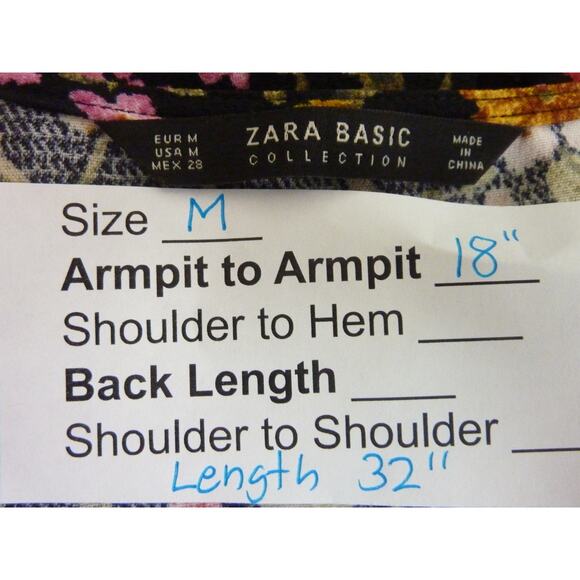 EUR M
USA M
MEX 28
ZARA BASIC
COLLECTION
MADE
IN
CHINA
Size M
Armpit to Armpit 18"
Shoulder to Hem
Back Length
Shoulder to Shoulder
Length 32"